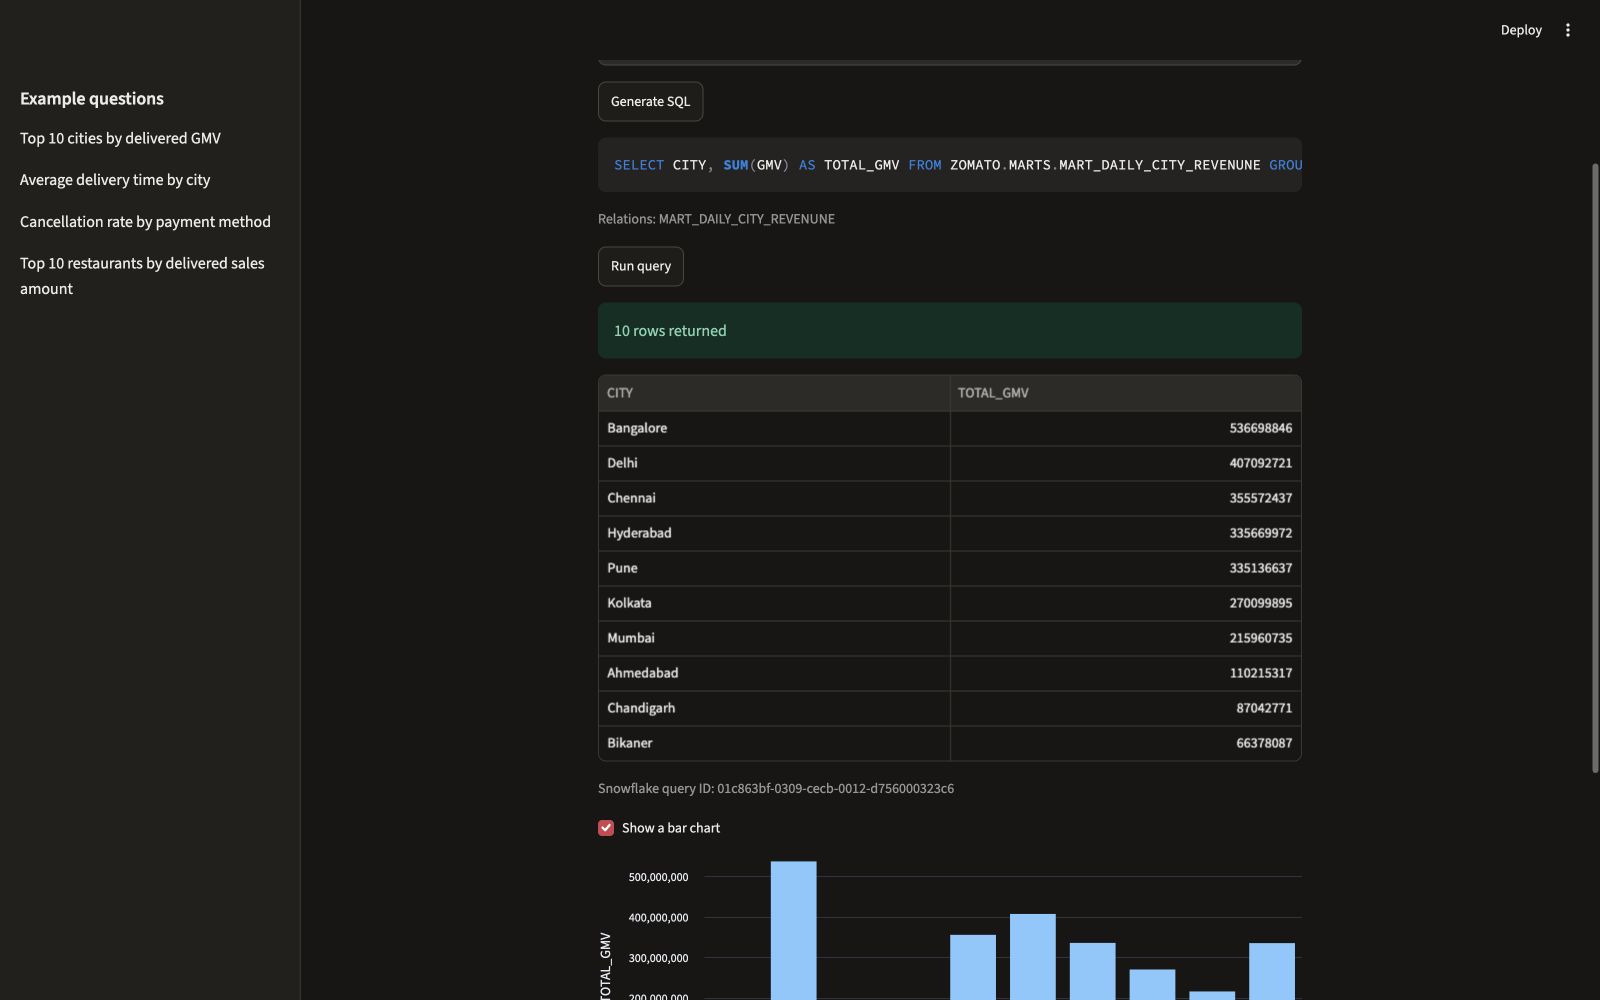 Deploy
Example questions
Top 10 cities by delivered GMV
Average delivery time by city
Cancellation rate by payment method
Top 10 restaurants by delivered sales
amount
Generate SQL
SELECT CITY, SUM(GMV) AS TOTAL_GMV FROM ZOMATO.MARTS.MART_DAILY_CITY_REVENUNE GROU
Relations: MART_DAILY_CITY_REVENUNE
Run query
10 rows returned
CITY TOTAL_GMV
Bangalore 536698846
Delhi 407092721
Chennai 355572437
Hyderabad 335669972
Pune 335136637
Kolkata 270099895
Mumbai 215960735
Ahmedabad 110215317
Chandigarh 87042771
Bikaner 66378087
Snowflake query ID: 01c863bf-0309-cecb-0012-d756000323c6
Show a bar chart
500,000,000
400,000,000
300,000,000
200,000,000
TOTAL_GMV